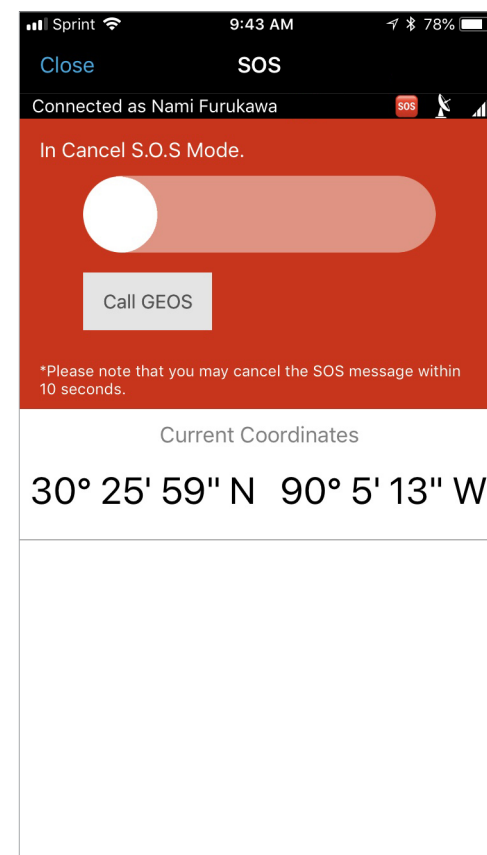 Sprint 9:43 AM 78%
Close SOS
Connected as Nami Furukawa SOS
In Cancel S.O.S Mode.
Call GEOS
*Please note that you may cancel the SOS message within
10 seconds.
Current Coordinates
30° 25' 59" N 90° 5' 13" W